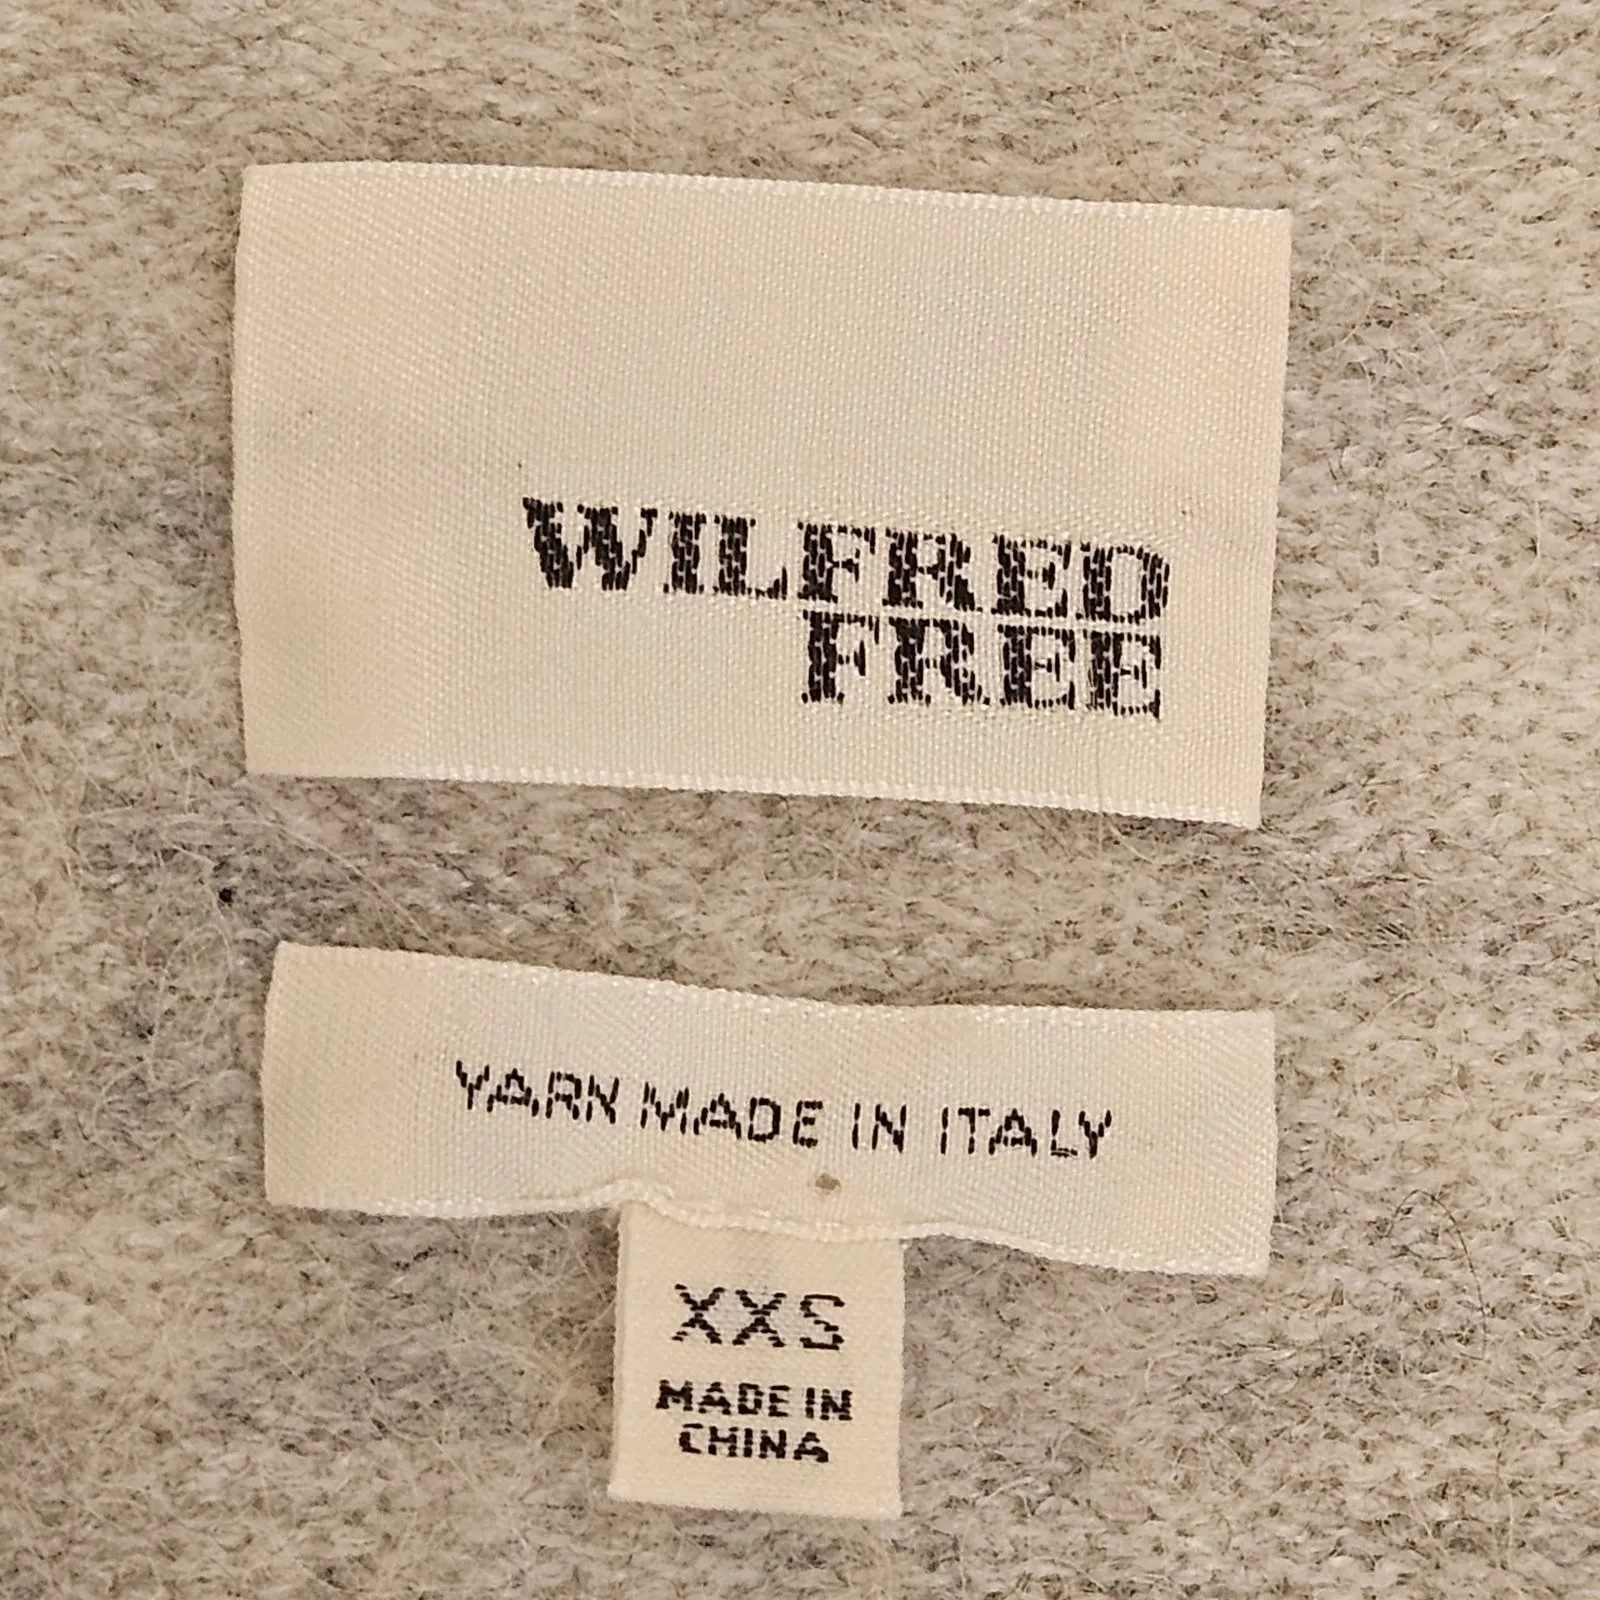 WILFRED
FREE
YARN MADE IN ITALY
XXS
MADE IN
CHINA